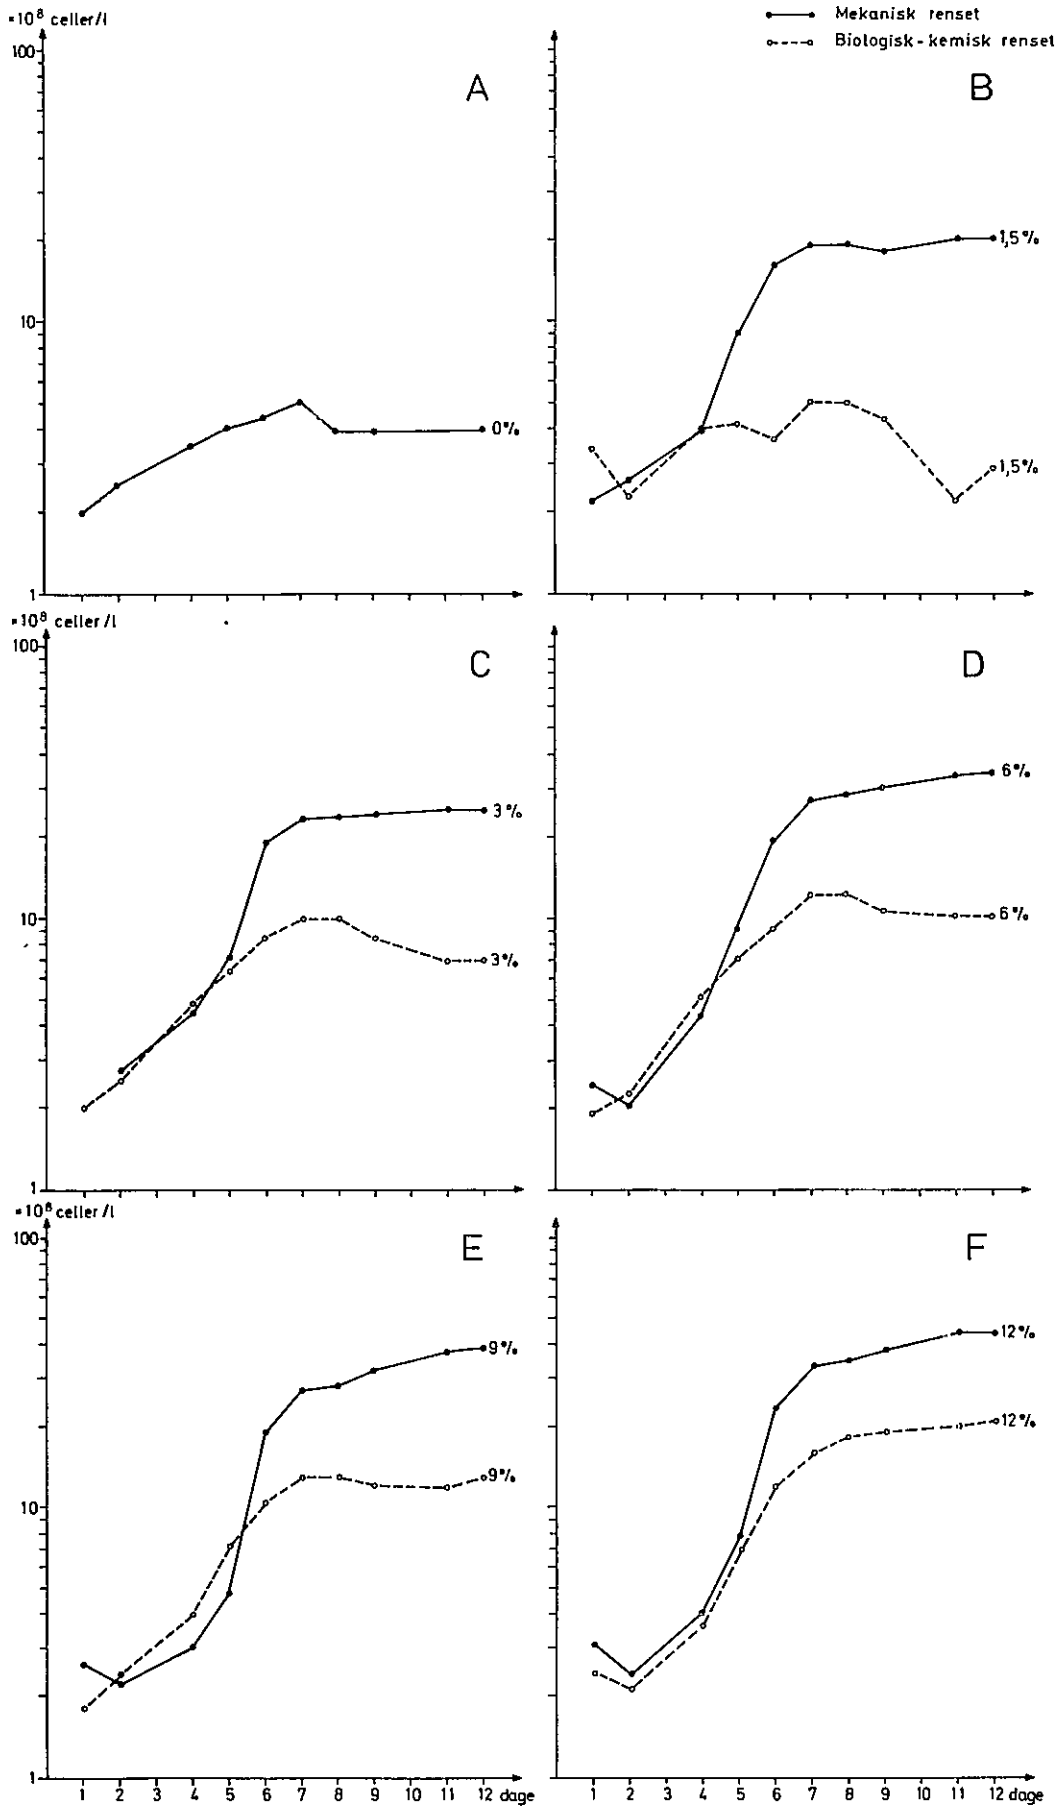 ×10⁸ celler/l
Mekanisk renset
Biologisk-kemisk renset
100
A
B
10
0%
1,5%
1,5%
1
×10⁸ celler/l
100
C
D
3%
6%
10
3%
6%
1
×10⁸ celler/l
100
E
F
9%
12%
9%
12%
10
1
1 2 3 4 5 6 7 8 9 10 11 12 dage
1 2 3 4 5 6 7 8 9 10 11 12 dage